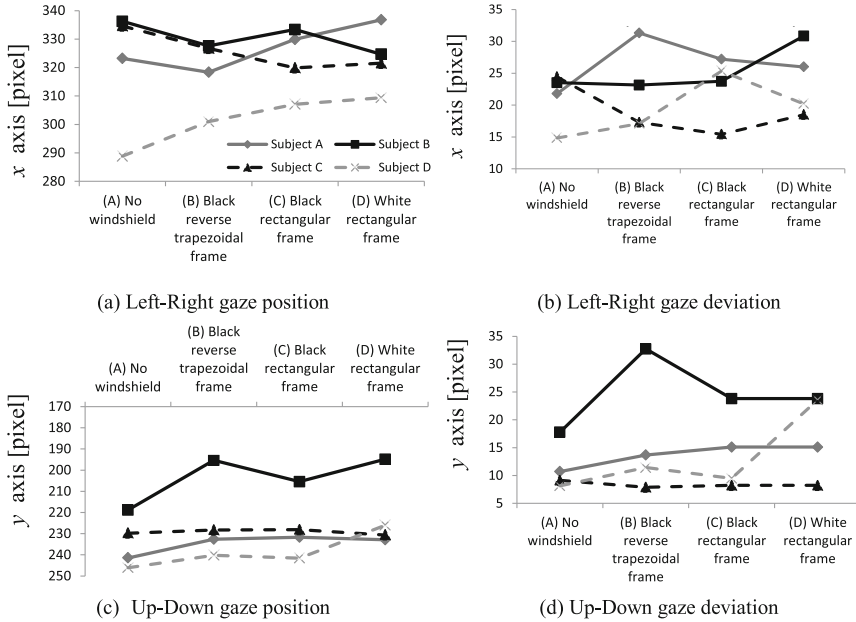 x axis [pixel]
340
330
320
310
300
290
280
Subject A
Subject B
Subject C
Subject D
(A) No windshield
(B) Black reverse trapezoidal frame
(C) Black rectangular frame
(D) White rectangular frame
(a) Left-Right gaze position
x axis [pixel]
35
30
25
20
15
10
(A) No windshield
(B) Black reverse trapezoidal frame
(C) Black rectangular frame
(D) White rectangular frame
(b) Left-Right gaze deviation
(A) No windshield
(B) Black reverse trapezoidal frame
(C) Black rectangular frame
(D) White rectangular frame
y axis [pixel]
170
180
190
200
210
220
230
240
250
(c) Up-Down gaze position
y axis [pixel]
35
30
25
20
15
10
5
(A) No windshield
(B) Black reverse trapezoidal frame
(C) Black rectangular frame
(D) White rectangular frame
(d) Up-Down gaze deviation